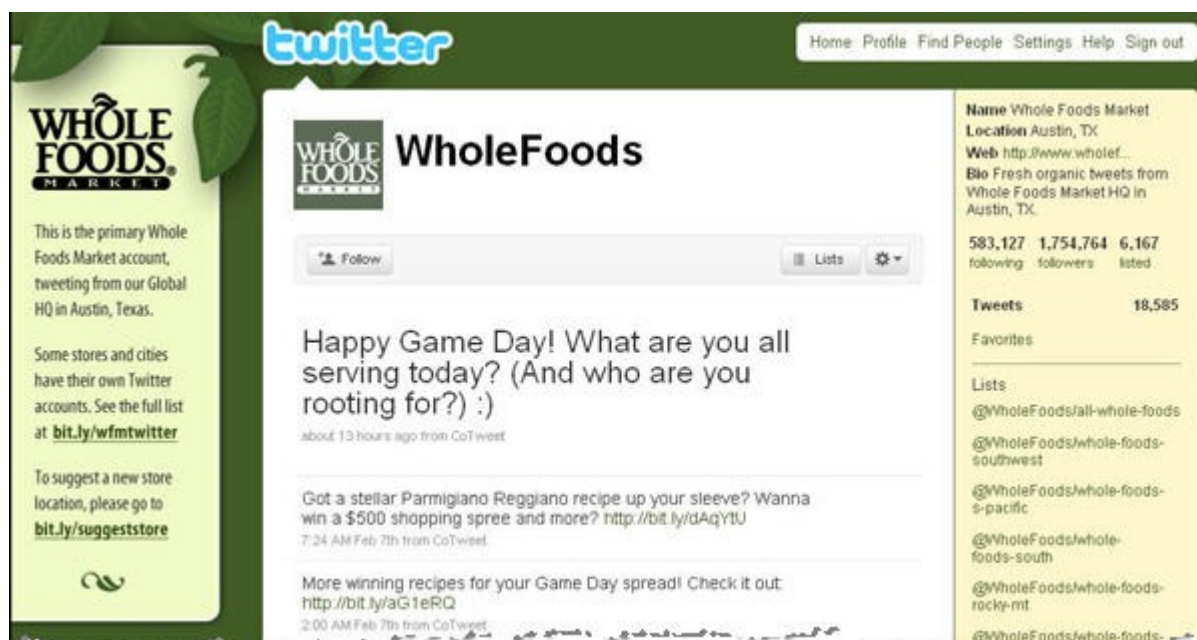 twitter
Home Profile Find People Settings Help Sign out
WHOLE
FOODS®
MARKET
This is the primary Whole
Foods Market account,
tweeting from our Global
HQ in Austin, Texas.
Some stores and cities
have their own Twitter
accounts. See the full list
at bit.ly/wfmtwitter
To suggest a new store
location, please go to
bit.ly/suggeststore
WHOLE
FOODS
MARKET
WholeFoods
Follow
Lists
Happy Game Day! What are you all
serving today? (And who are you
rooting for?) :)
about 13 hours ago from CoTweet
Got a stellar Parmigiano Reggiano recipe up your sleeve? Wanna
win a $500 shopping spree and more? http://bit.ly/dAqYtU
7:24 AM Feb 7th from CoTweet
More winning recipes for your Game Day spread! Check it out:
http://bit.ly/aG1eRQ
2:00 AM Feb 7th from CoTweet
Name Whole Foods Market
Location Austin, TX
Web http://www.wholef...
Bio Fresh organic tweets from
Whole Foods Market HQ in
Austin, TX.
583,127 1,754,764 6,167
following followers listed
Tweets 18,585
Favorites
Lists
@WholeFoods/all-whole-foods
@WholeFoods/whole-foods-
southwest
@WholeFoods/whole-foods-
s-pacific
@WholeFoods/whole-
foods-south
@WholeFoods/whole-foods-
rocky-mt
@WholeFoods/whole-foods-